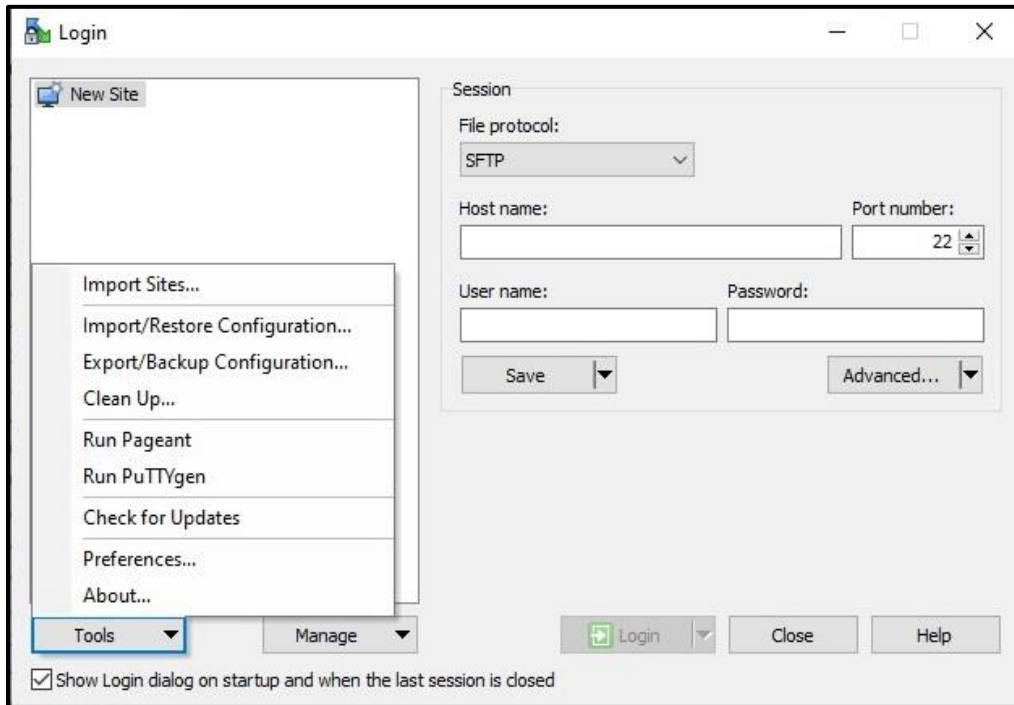 Login
New Site
Session
File protocol:
SFTP
Host name:
Port number:
22
User name:
Password:
Save
Advanced...
Import Sites...
Import/Restore Configuration...
Export/Backup Configuration...
Clean Up...
Run Pageant
Run PuTTYgen
Check for Updates
Preferences...
About...
Tools
Manage
Login
Close
Help
Show Login dialog on startup and when the last session is closed